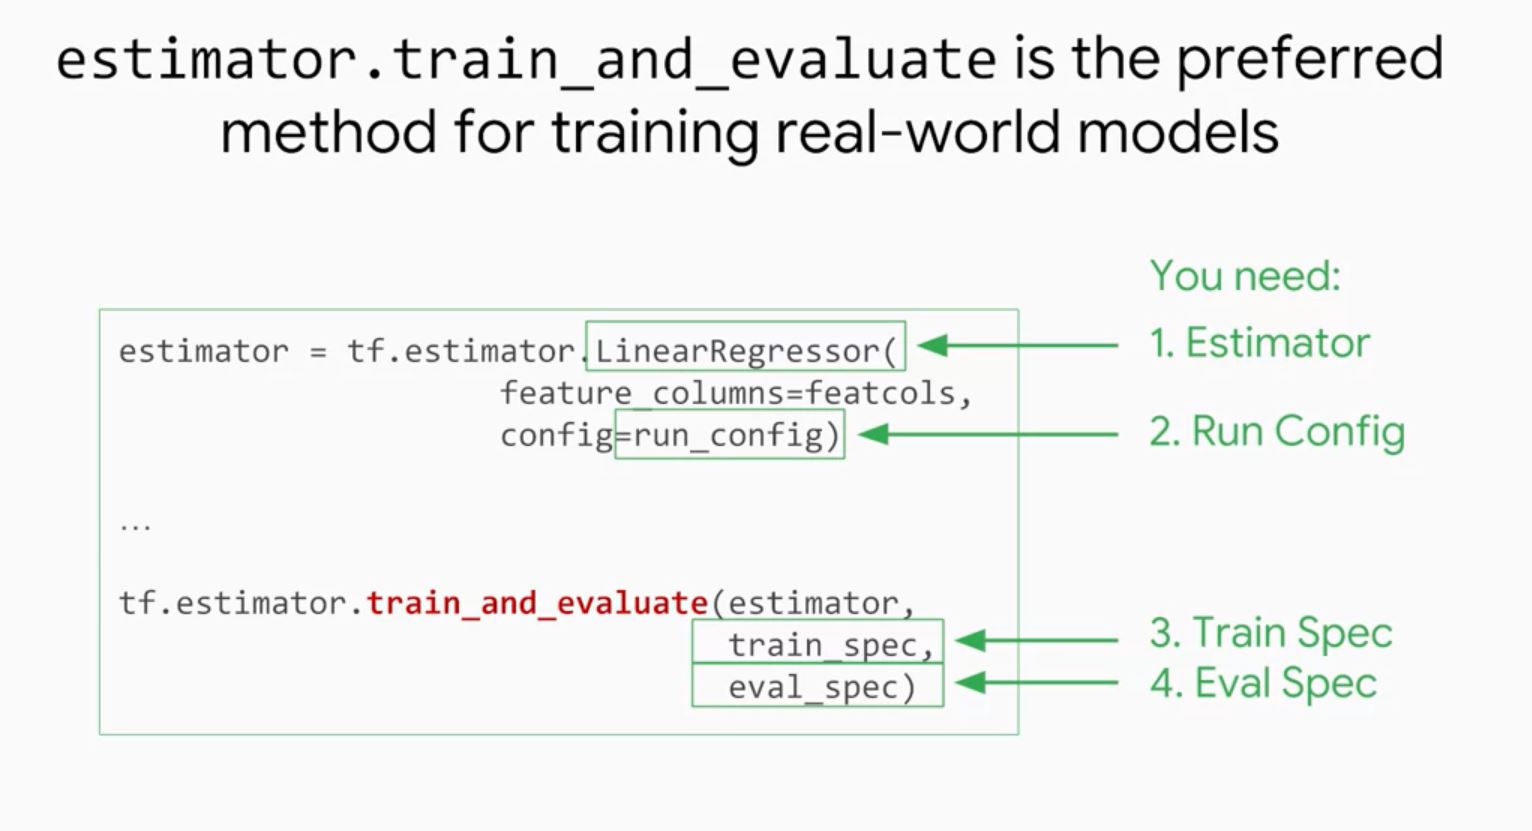 estimator.train_and_evaluate is the preferred
method for training real-world models
You need:
estimator = tf.estimator.LinearRegressor(
1. Estimator
feature_columns=featcols,
config=run_config)
2. Run Config
...
tf.estimator.train_and_evaluate(estimator,
train_spec,
3. Train Spec
eval_spec)
4. Eval Spec